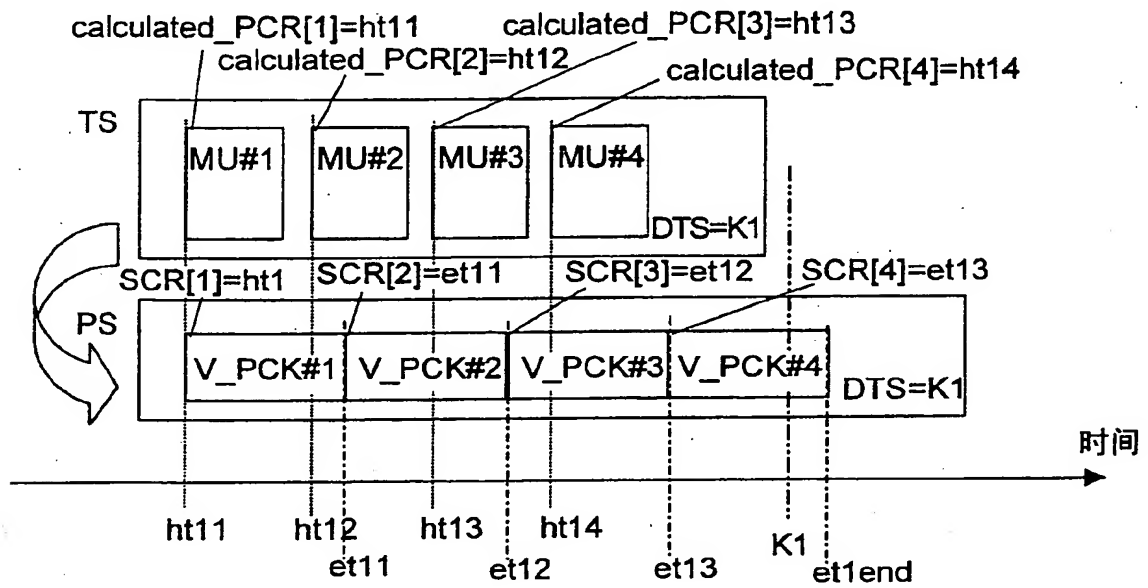 calculated_PCR[1]=ht11
calculated_PCR[3]=ht13
calculated_PCR[2]=ht12
calculated_PCR[4]=ht14
TS
MU#1
MU#2
MU#3
MU#4
DTS=K1
SCR[1]=ht1
SCR[2]=et11
SCR[3]=et12
SCR[4]=et13
PS
V_PCK#1
V_PCK#2
V_PCK#3
V_PCK#4
DTS=K1
时间
ht11
ht12
ht13
ht14
K1
et11
et12
et13
et1end